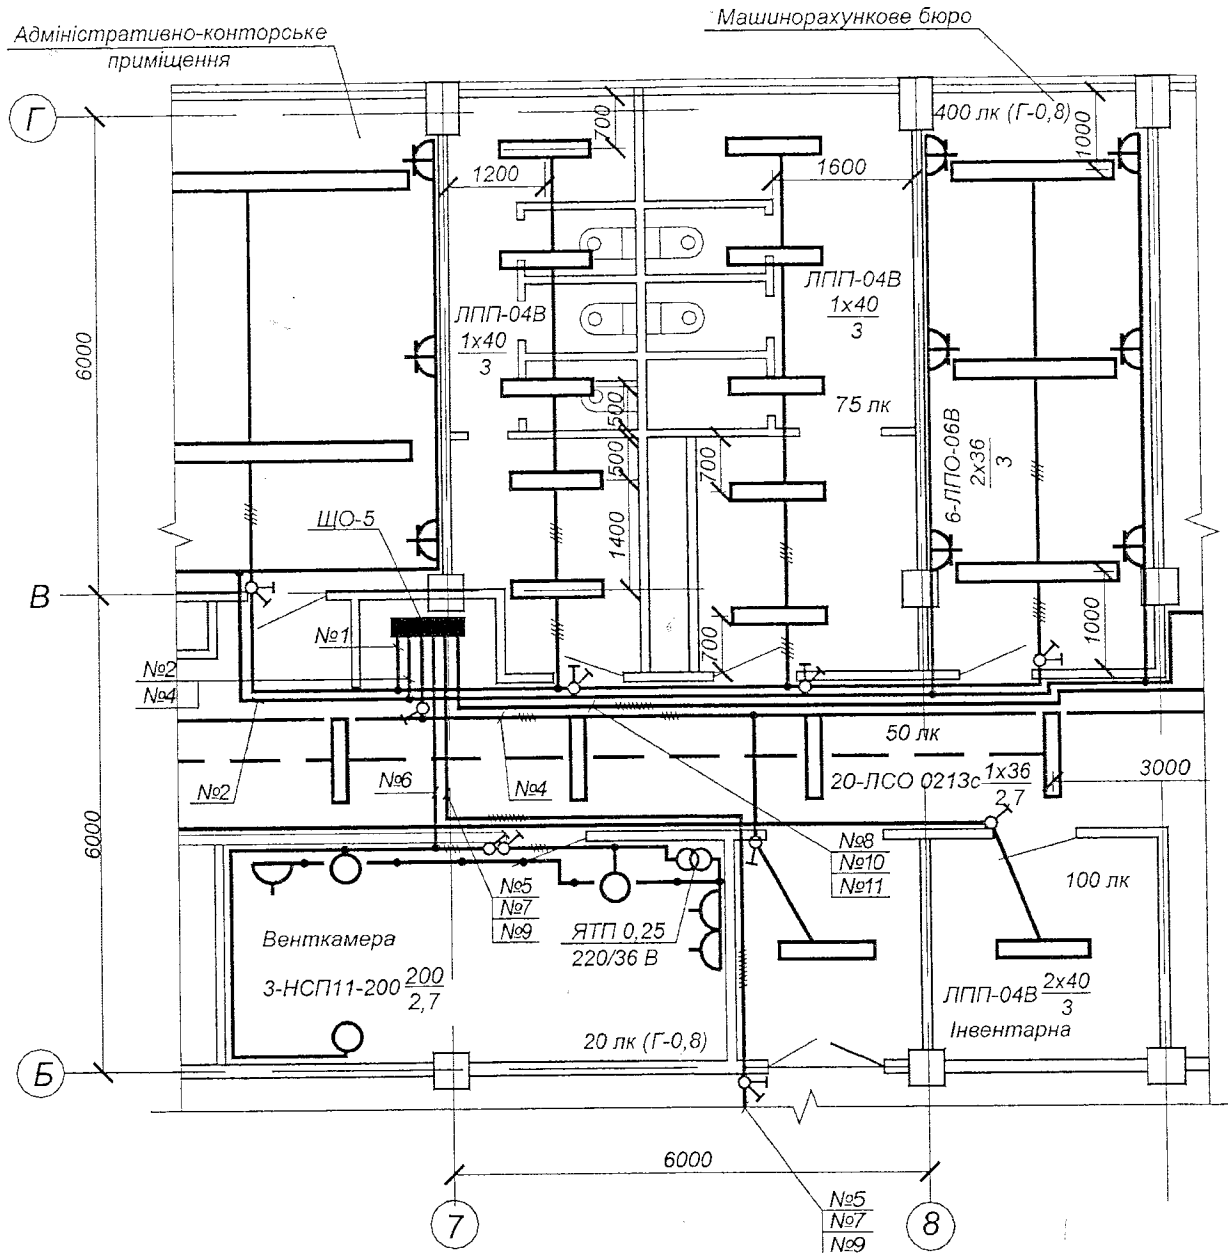 Адміністративно-конторське
приміщення
Машинорахункове бюро
Г
700
400 лк (Г-0,8)
1000
1200
1600
ЛПП-04В
1х40
3
ЛПП-04В
1х40
3
6000
75 лк
500
500
700
1400
6-ЛПО-06В
2х36
3
ЩО-5
В
№1
700
1000
№2
№4
50 лк
№2
№6
№4
20-ЛСО 0213с 1х36
2,7
3000
6000
№8
№10
№11
100 лк
№5
№7
№9
ЯТП 0,25
220/36 В
Венткамера
3-НСП11-200 200
2,7
ЛПП-04В 2х40
3
Інвентарна
20 лк (Г-0,8)
Б
6000
7
8
№5
№7
№9